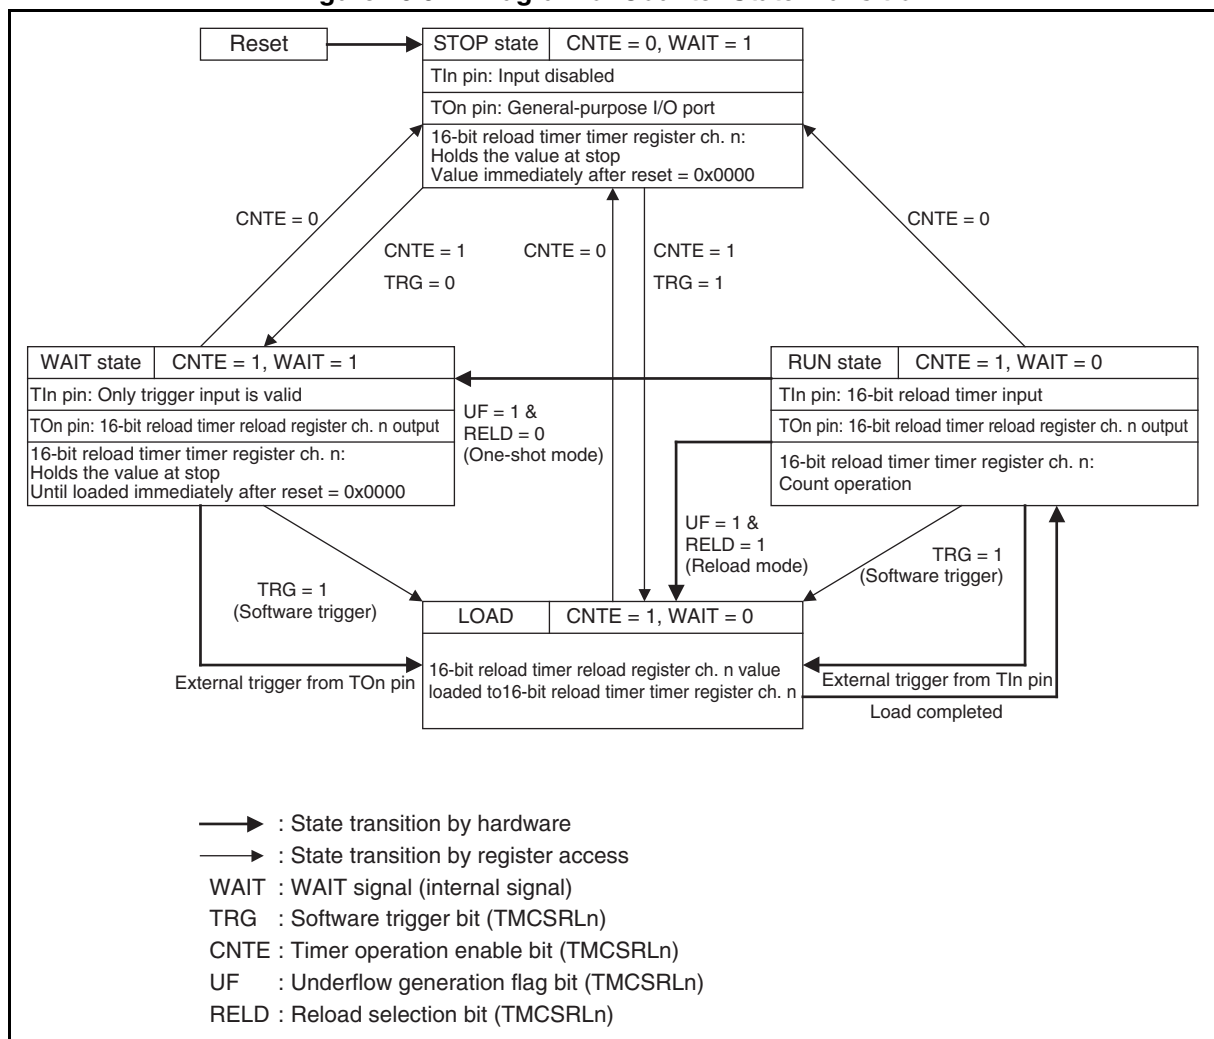 Reset
STOP state CNTE = 0, WAIT = 1
TIn pin: Input disabled
TOn pin: General-purpose I/O port
16-bit reload timer timer register ch. n:
Holds the value at stop
Value immediately after reset = 0x0000
CNTE = 0
CNTE = 1
TRG = 0
CNTE = 0
CNTE = 1
TRG = 1
CNTE = 0
WAIT state CNTE = 1, WAIT = 1
TIn pin: Only trigger input is valid
TOn pin: 16-bit reload timer reload register ch. n output
16-bit reload timer timer register ch. n:
Holds the value at stop
Until loaded immediately after reset = 0x0000
UF = 1 &
RELD = 0
(One-shot mode)
RUN state CNTE = 1, WAIT = 0
TIn pin: 16-bit reload timer input
TOn pin: 16-bit reload timer reload register ch. n output
16-bit reload timer timer register ch. n:
Count operation
UF = 1 &
RELD = 1
(Reload mode)
TRG = 1
(Software trigger)
TRG = 1
(Software trigger)
External trigger from TOn pin
LOAD CNTE = 1, WAIT = 0
16-bit reload timer reload register ch. n value
loaded to16-bit reload timer timer register ch. n
External trigger from TIn pin
Load completed
: State transition by hardware
: State transition by register access
WAIT : WAIT signal (internal signal)
TRG : Software trigger bit (TMCSRLn)
CNTE : Timer operation enable bit (TMCSRLn)
UF : Underflow generation flag bit (TMCSRLn)
RELD : Reload selection bit (TMCSRLn)